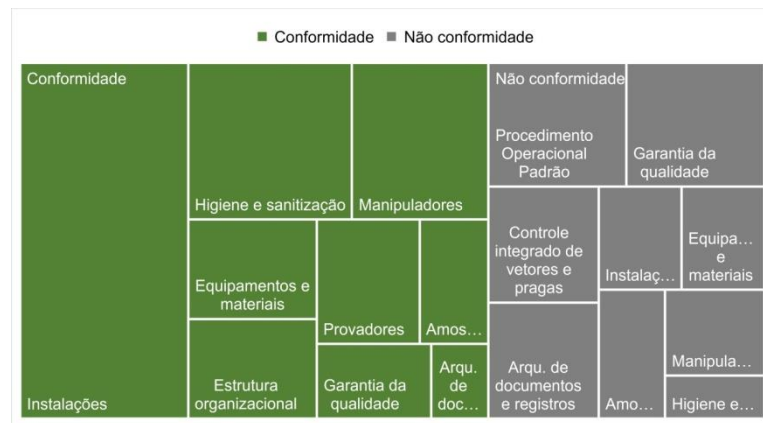 Conformidade Não conformidade
Conformidade
Instalações
Higiene e sanitização
Manipuladores
Equipamentos e
materiais
Provadores
Amos...
Estrutura
organizacional
Garantia da
qualidade
Arqu.
de
doc...
Não conformidade
Procedimento
Operacional
Padrão
Garantia da
qualidade
Controle
integrado de
vetores e
pragas
Instalaç...
Equipa...
e
materiais
Arqu. de
documentos
e registros
Amo...
Manipula...
Higiene e...